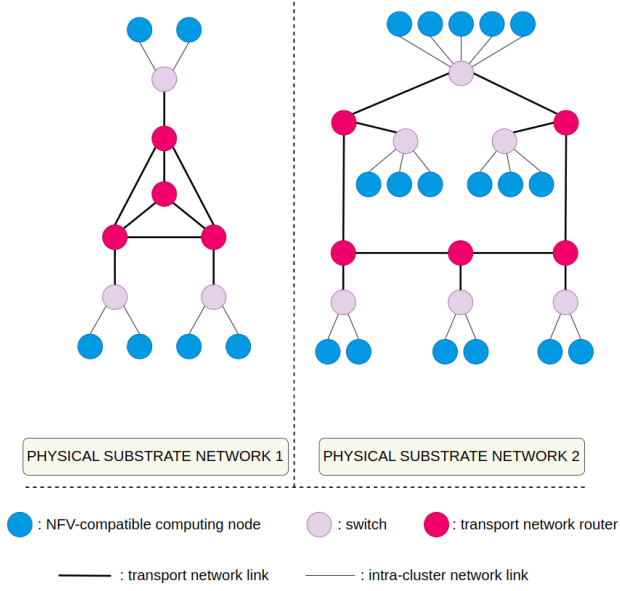 PHYSICAL SUBSTRATE NETWORK 1
PHYSICAL SUBSTRATE NETWORK 2
: NFV-compatible computing node
: switch
: transport network router
: transport network link
: intra-cluster network link